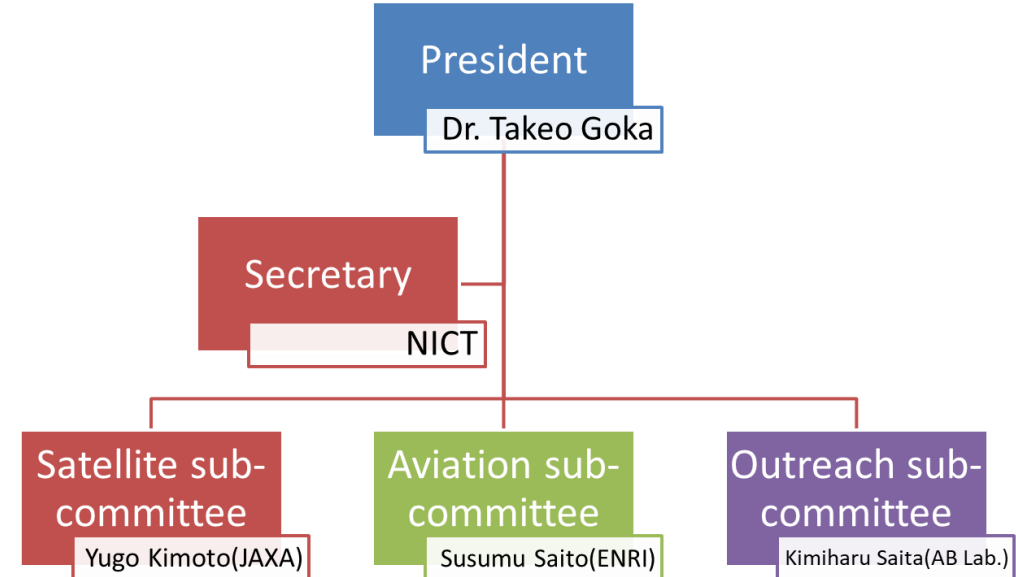 President
Dr. Takeo Goka
Secretary
NICT
Satellite sub-
committee
Yugo Kimoto(JAXA)
Aviation sub-
committee
Susumu Saito(ENRI)
Outreach sub-
committee
Kimiharu Saita(AB Lab.)